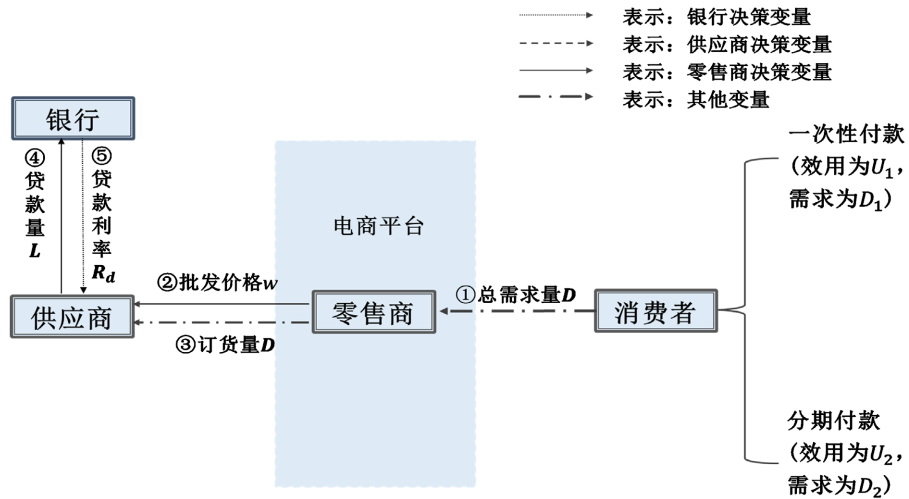 表示：银行决策变量
表示：供应商决策变量
表示：零售商决策变量
表示：其他变量
银行
④贷款量L
⑤贷款利率R_d
供应商
②批发价格w
③订货量D
电商平台
零售商
①总需求量D
消费者
一次性付款
(效用为U₁，
需求为D₁)
分期付款
(效用为U₂，
需求为D₂)